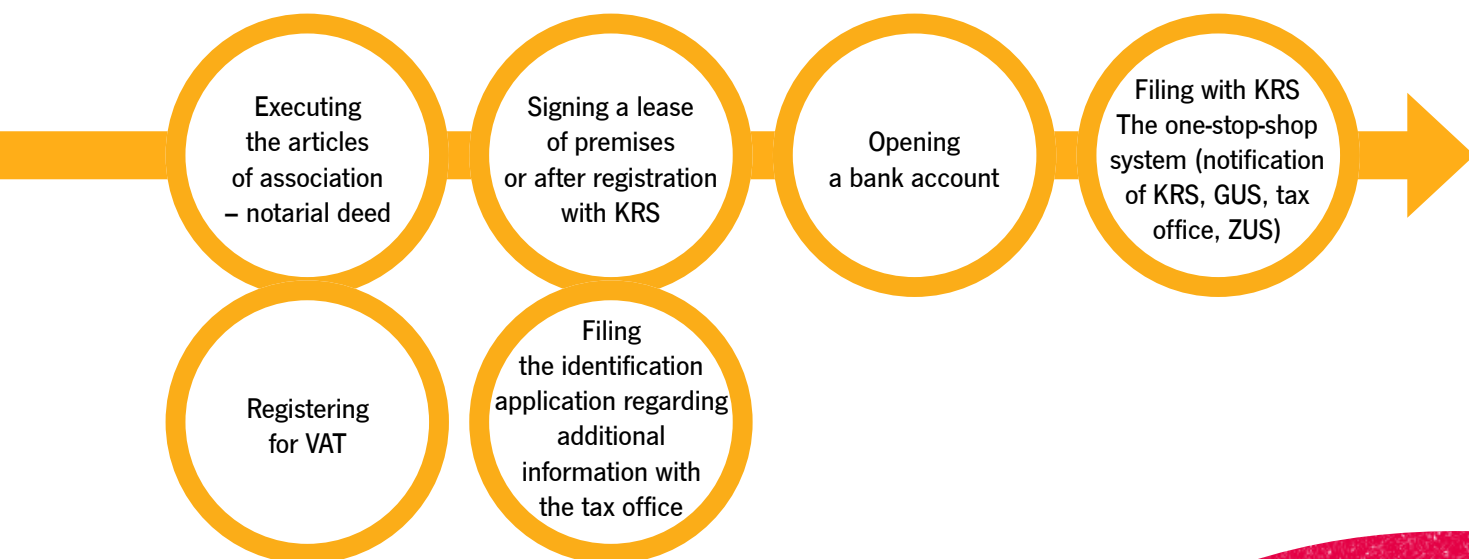 Executing
the articles
of association
– notarial deed
Signing a lease
of premises
or after registration
with KRS
Opening
a bank account
Filing with KRS
The one-stop-shop
system (notification
of KRS, GUS, tax
office, ZUS)
Registering
for VAT
Filing
the identification
application regarding
additional
information with
the tax office